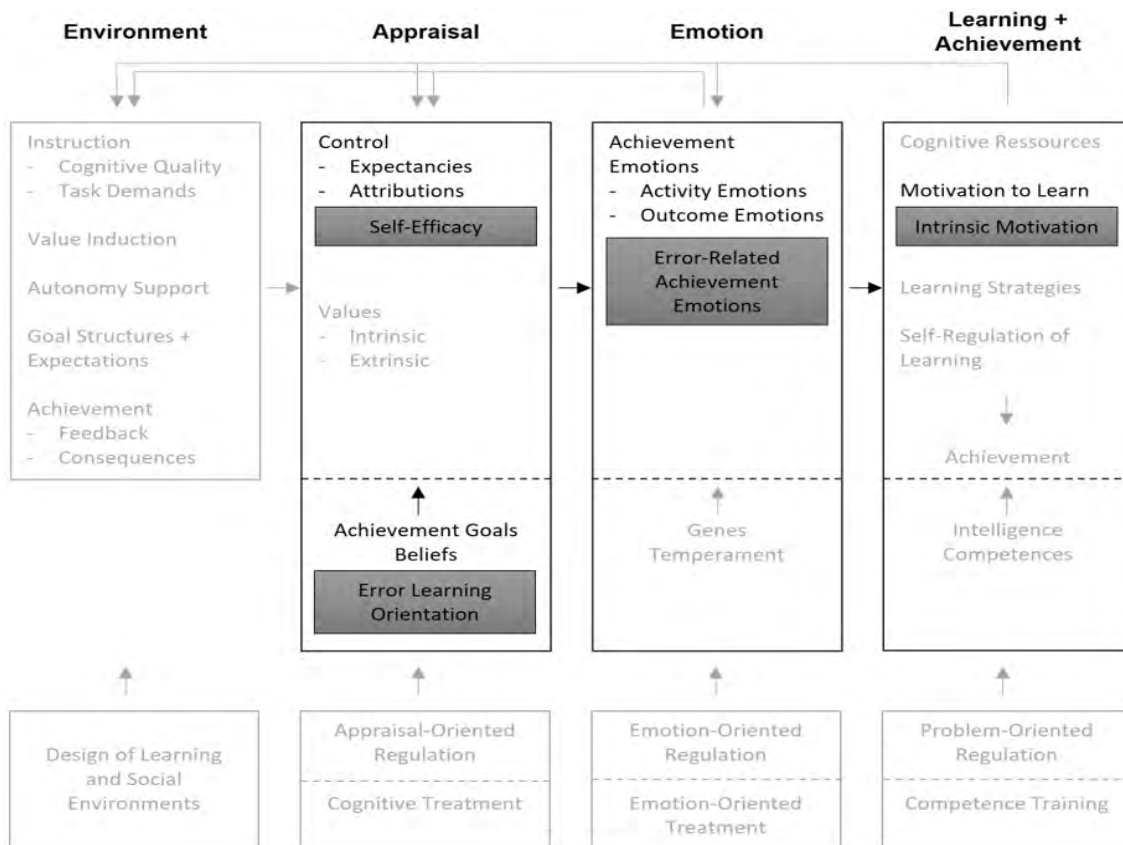 Environment
Appraisal
Emotion
Learning +
Achievement
Instruction
- Cognitive Quality
- Task Demands
Value Induction
Autonomy Support
Goal Structures +
Expectations
Achievement
- Feedback
- Consequences
Control
- Expectancies
- Attributions
Self-Efficacy
Values
- Intrinsic
- Extrinsic
Achievement Goals
Beliefs
Error Learning
Orientation
Achievement
Emotions
- Activity Emotions
- Outcome Emotions
Error-Related
Achievement
Emotions
Genes
Temperament
Cognitive Ressources
Motivation to Learn
Intrinsic Motivation
Learning Strategies
Self-Regulation of
Learning
Achievement
Intelligence
Competences
Design of Learning
and Social
Environments
Appraisal-Oriented
Regulation
Cognitive Treatment
Emotion-Oriented
Regulation
Emotion-Oriented
Treatment
Problem-Oriented
Regulation
Competence Training